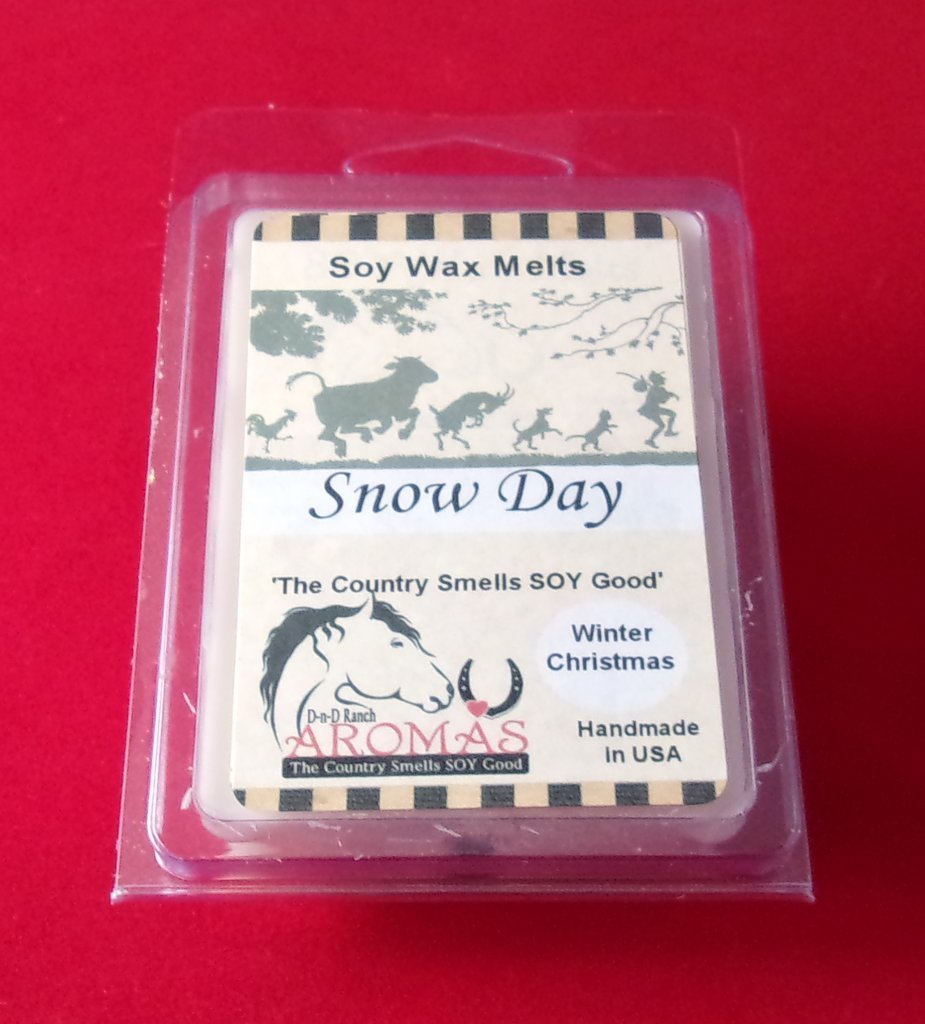 Soy Wax Melts
Snow Day
'The Country Smells SOY Good'
Winter
Christmas
D-n-D Ranch
AROMAS
The Country Smells SOY Good
Handmade
in USA